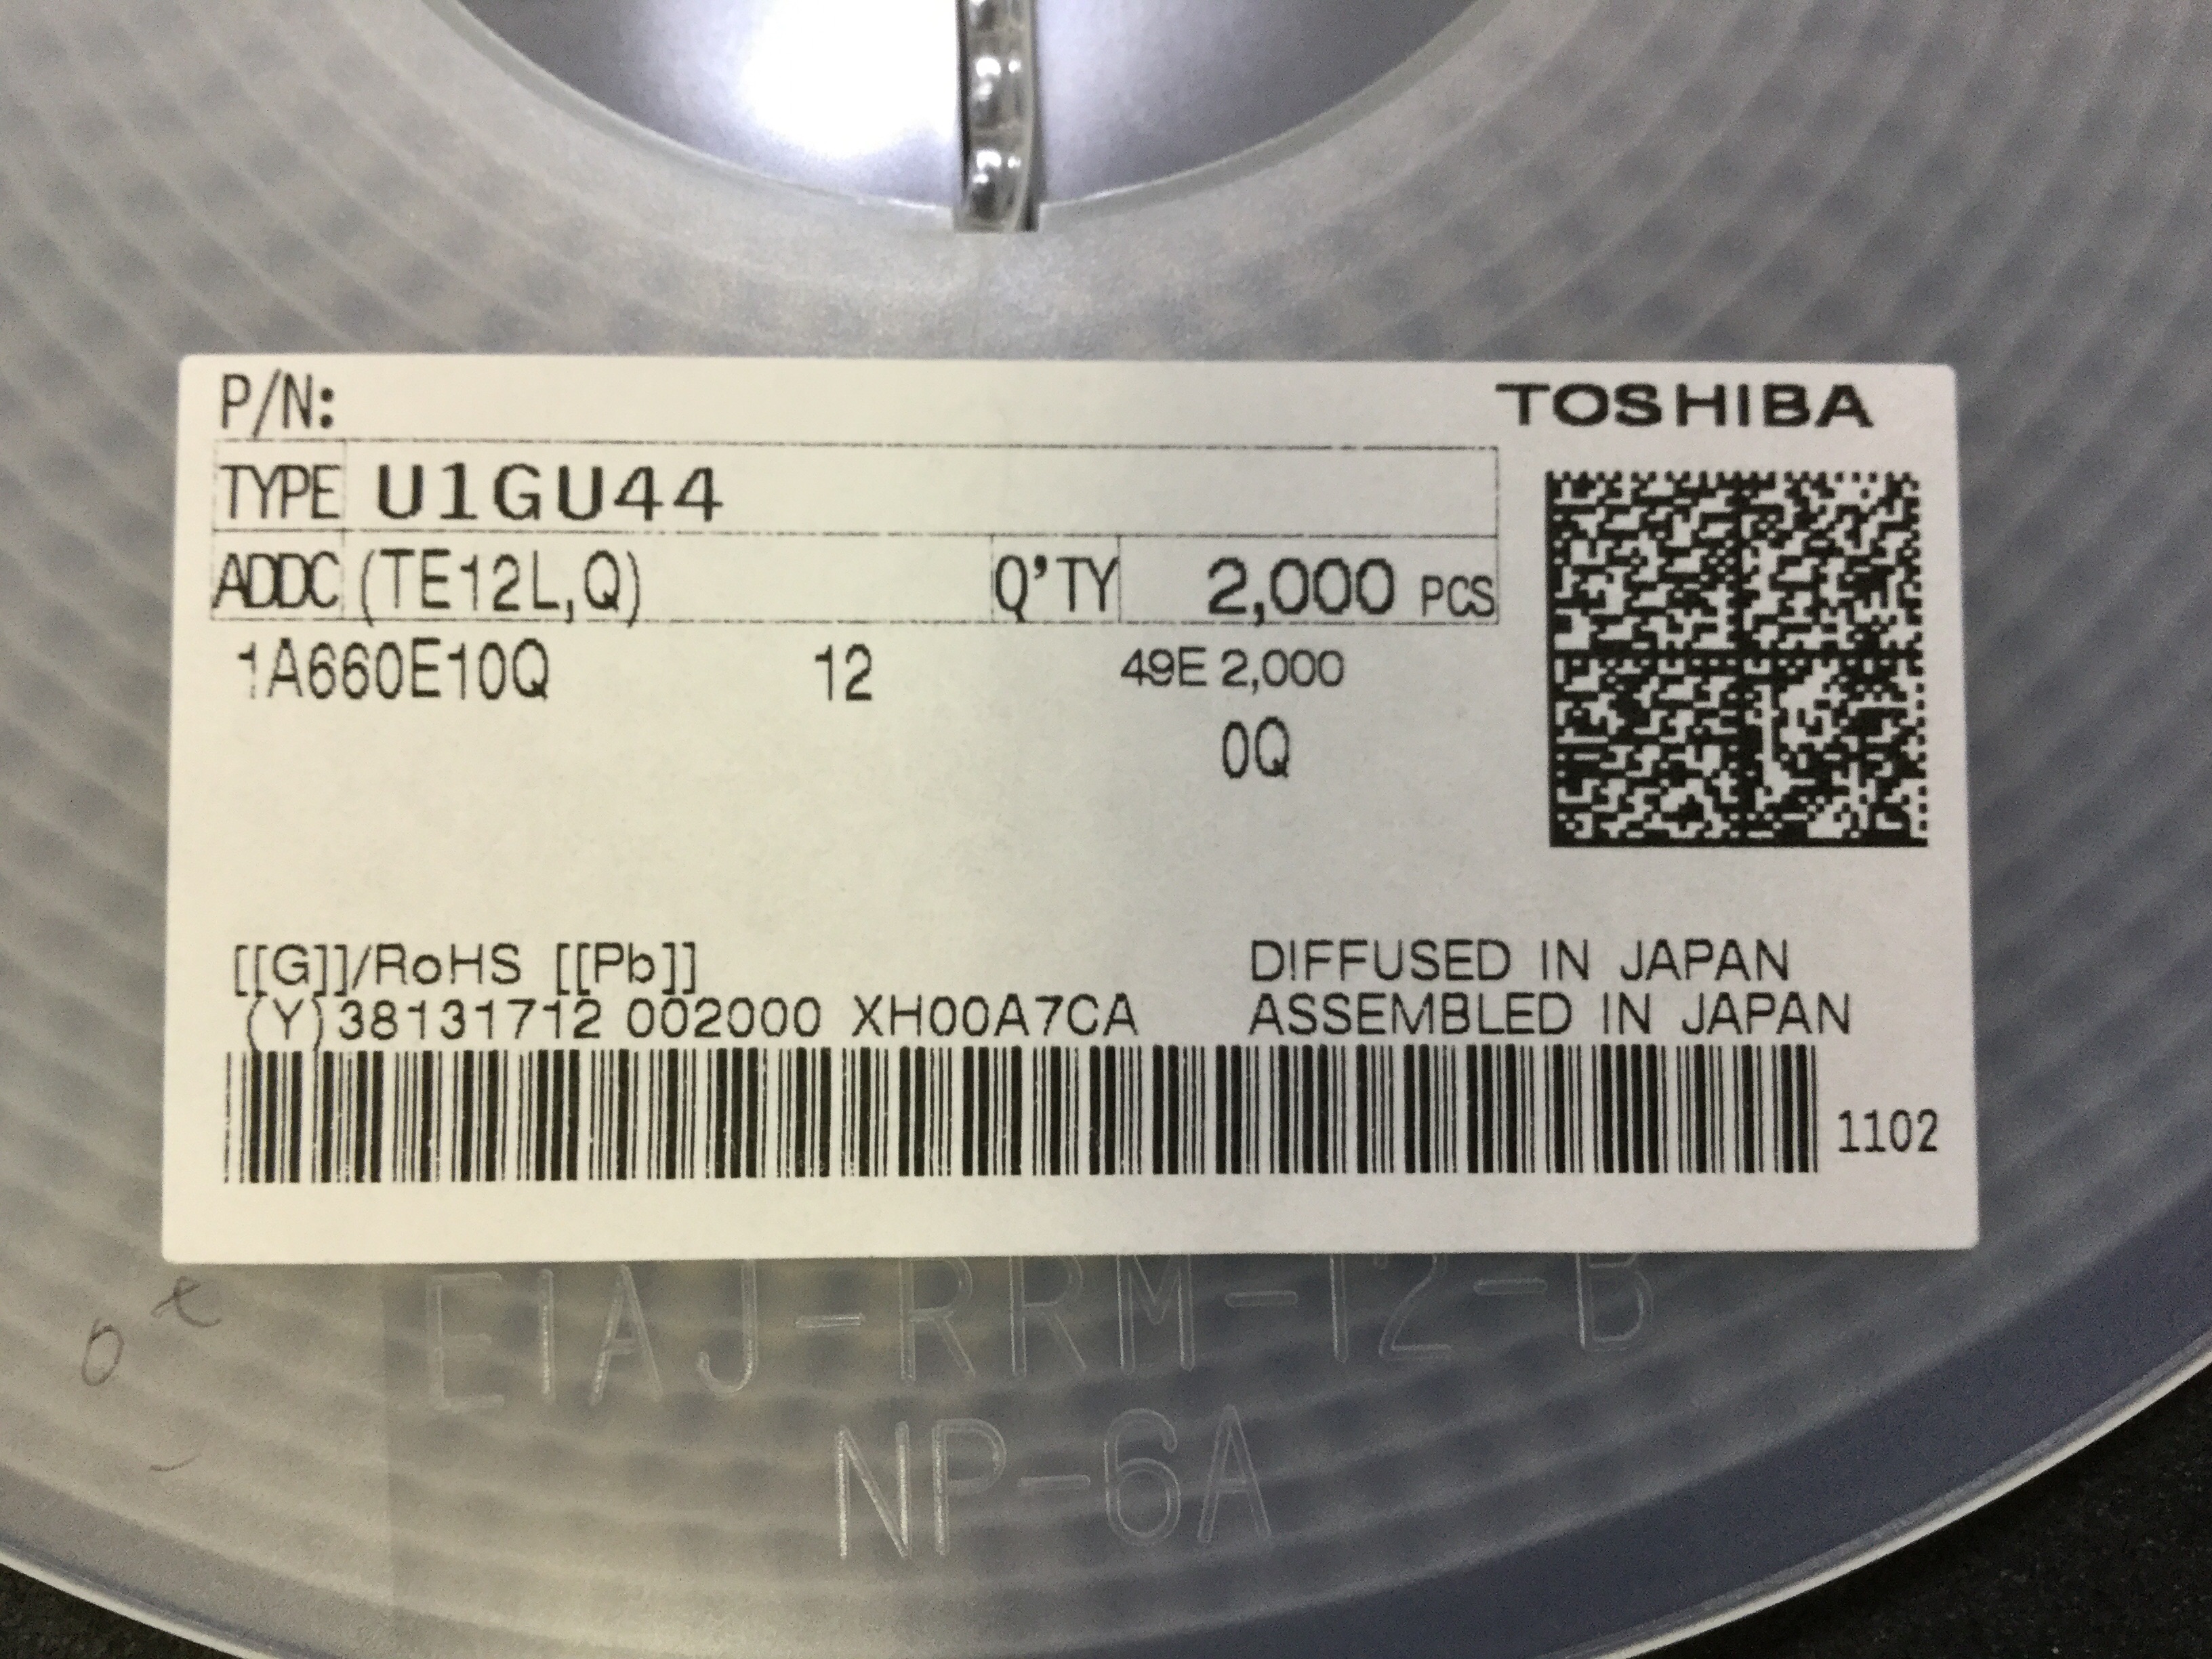 P/N:
TOSHIBA
TYPE U1GU44
ADDC (TE12L,Q) Q'TY 2,000 PCS
1A660E10Q 12 49E 2,000
0Q
[[G]]/RoHS [[Pb]]
DIFFUSED IN JAPAN
(Y)38131712 002000 XH00A7CA
ASSEMBLED IN JAPAN
1102
EIAJ-RRM-12-B
NP-6A